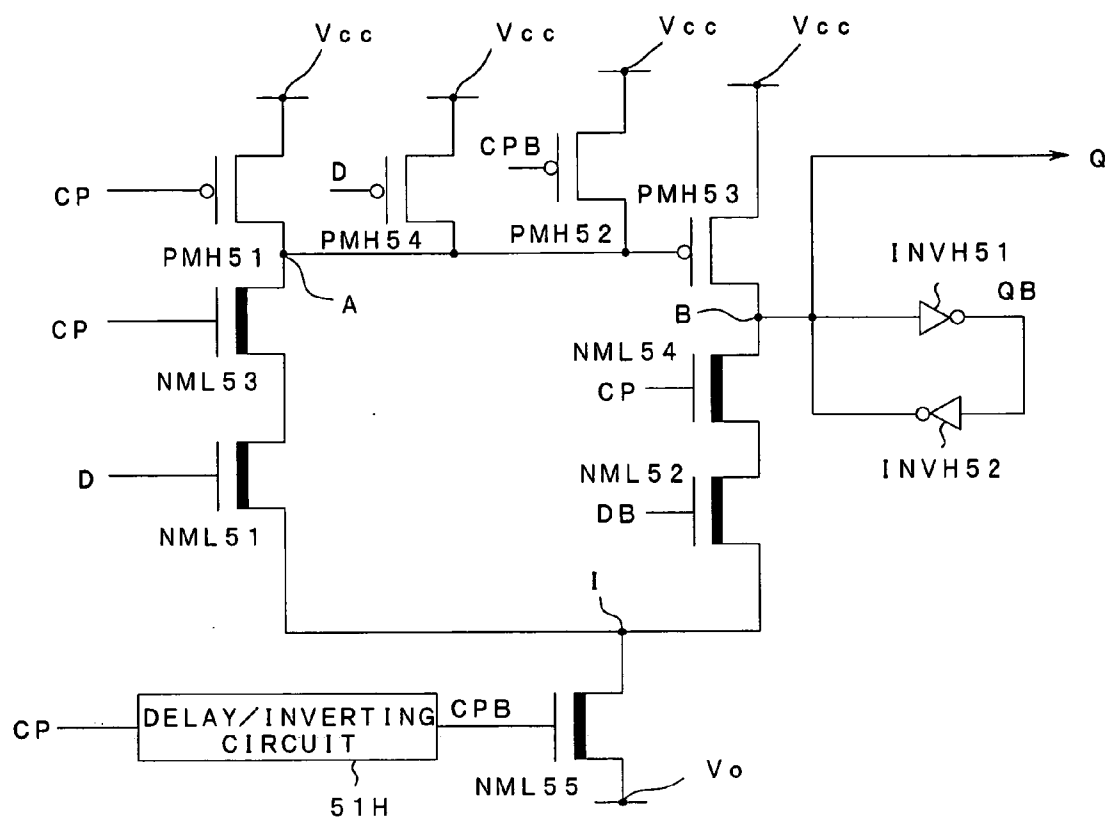 Vcc
Vcc
Vcc
Vcc
CP
D
CPB
PMH53
Q
PMH51
PMH54
PMH52
INVH51
QB
A
B
CP
NML53
NML54
CP
INVH52
D
NML51
NML52
DB
I
CP
DELAY/INVERTING
CIRCUIT
CPB
51H
NML55
Vo